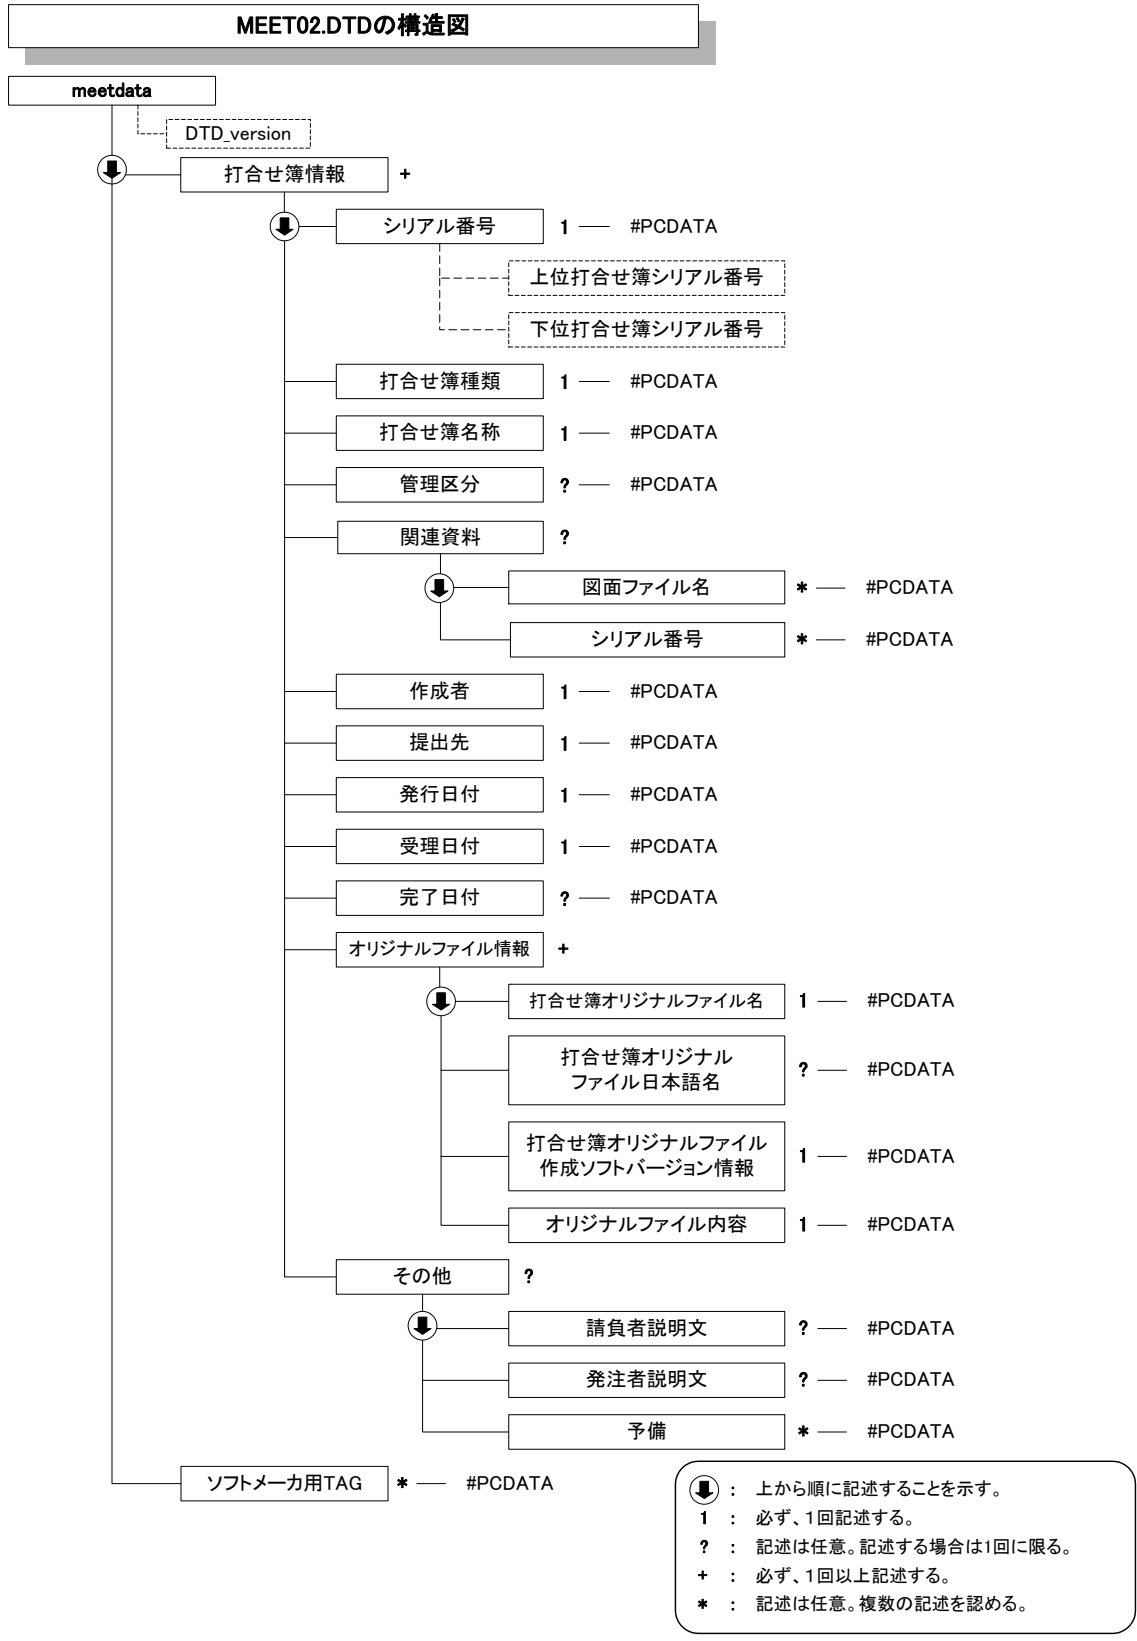 MEET02.DTDの構造図
meetdata
DTD_version
打合せ簿情報 +
シリアル番号 1 #PCDATA
上位打合せ簿シリアル番号
下位打合せ簿シリアル番号
打合せ簿種類 1 #PCDATA
打合せ簿名称 1 #PCDATA
管理区分 ? #PCDATA
関連資料 ?
図面ファイル名 * #PCDATA
シリアル番号 * #PCDATA
作成者 1 #PCDATA
提出先 1 #PCDATA
発行日付 1 #PCDATA
受理日付 1 #PCDATA
完了日付 ? #PCDATA
オリジナルファイル情報 +
打合せ簿オリジナルファイル名 1 #PCDATA
打合せ簿オリジナル
ファイル日本語名 ? #PCDATA
打合せ簿オリジナルファイル
作成ソフトバージョン情報 1 #PCDATA
オリジナルファイル内容 1 #PCDATA
その他 ?
請負者説明文 ? #PCDATA
発注者説明文 ? #PCDATA
予備 * #PCDATA
ソフトメーカ用TAG * #PCDATA
： 上から順に記述することを示す。
1 ： 必ず、1回記述する。
? ： 記述は任意。記述する場合は1回に限る。
+ ： 必ず、1回以上記述する。
* ： 記述は任意。複数の記述を認める。